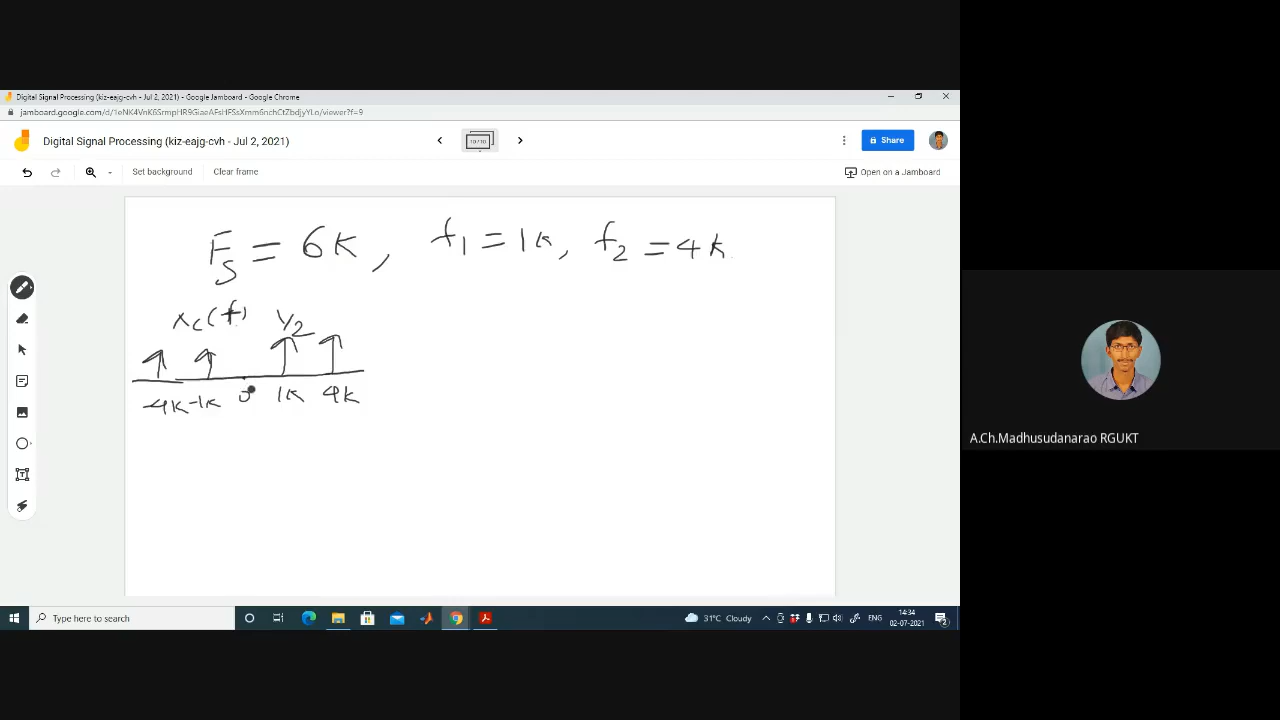 Digital Signal Processing (kiz-eajg-cvh - Jul 2, 2021) - Google Jamboard - Google Chrome
Digital Signal Processing (kiz-eajg-cvh - Jul 2, 2021)
10 / 10
Share
Set background
Clear frame
Open on a Jamboard
Fs = 6K, f1 = 1K, f2 = 4K
Xc(f) 1/2
-4K -1K 0 1K 4K
A.Ch.Madhusudanarao RGUKT
Type here to search
31°C Cloudy
ENG
14:34
02-07-2021
2